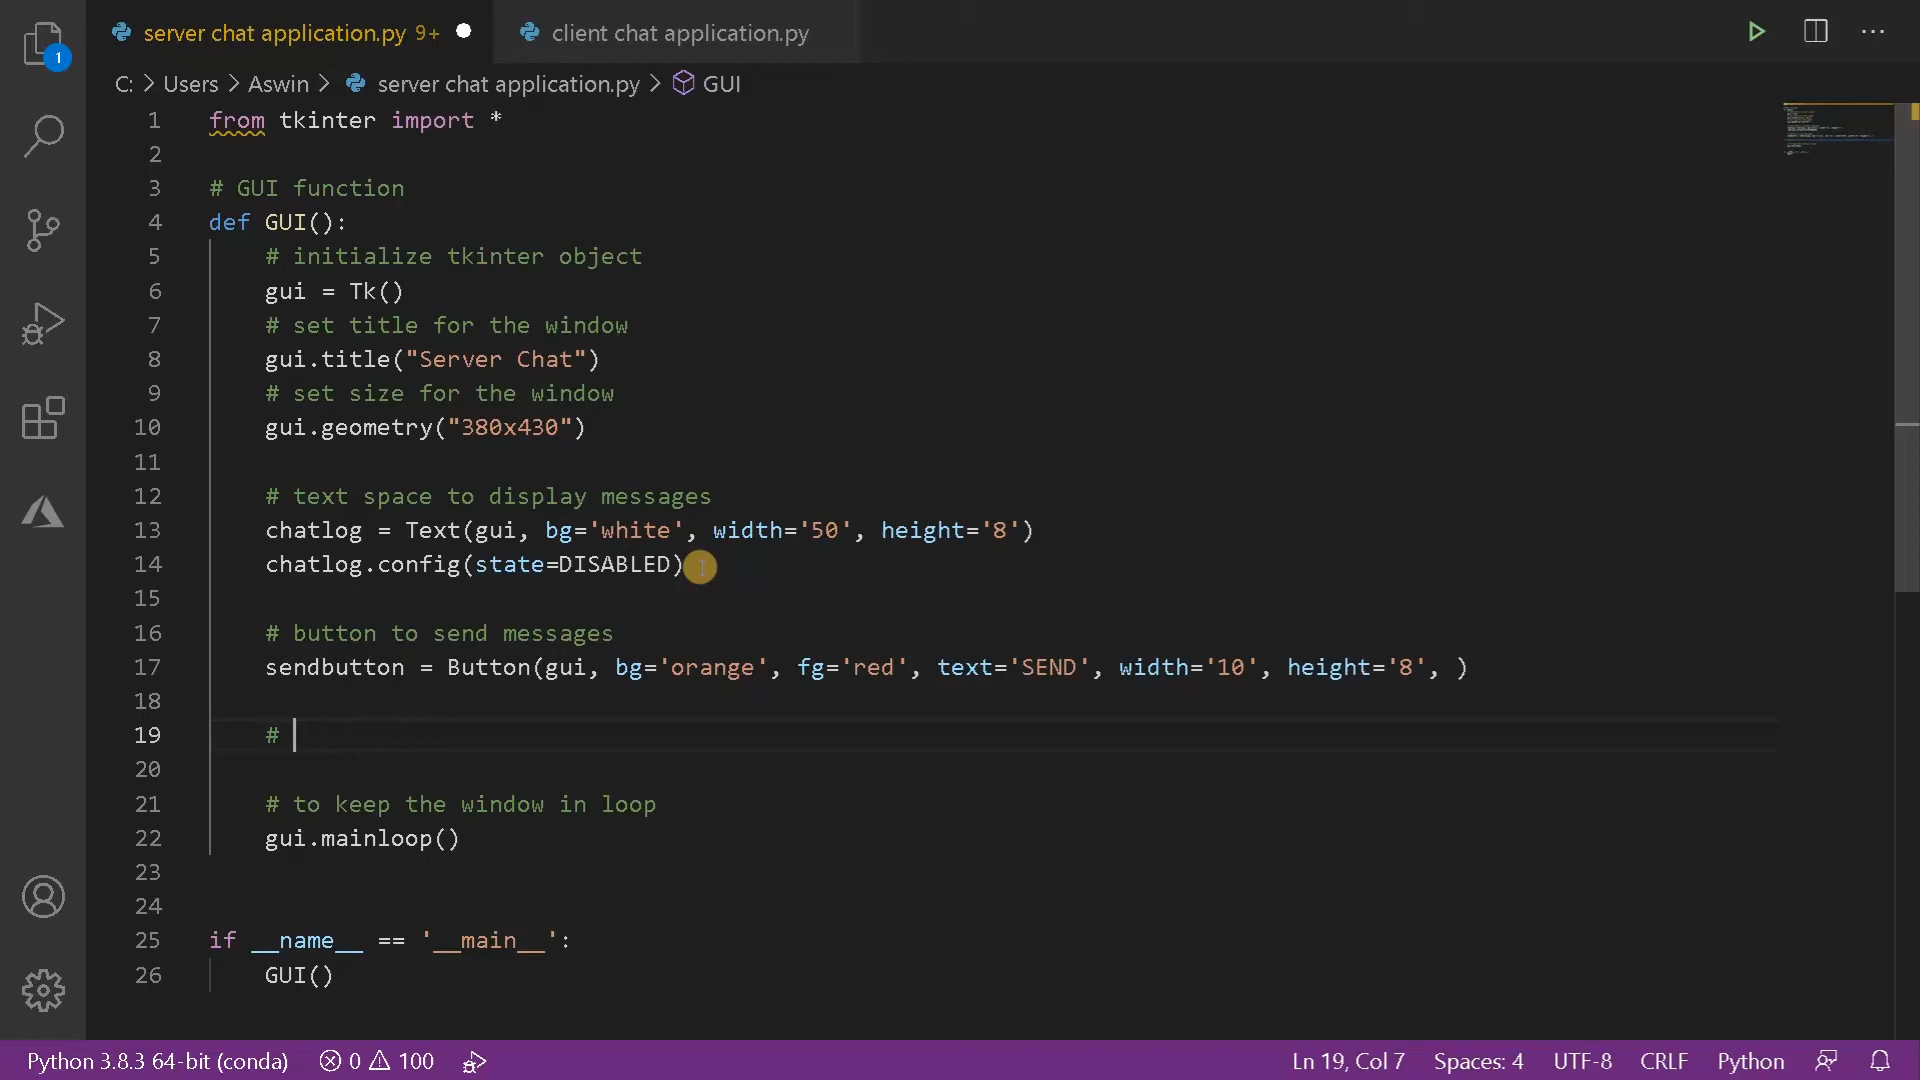 server chat application.py 9+
client chat application.py
C: > Users > Aswin > server chat application.py > GUI
1 from tkinter import *
2
3 # GUI function
4 def GUI():
5 # initialize tkinter object
6 gui = Tk()
7 # set title for the window
8 gui.title("Server Chat")
9 # set size for the window
10 gui.geometry("380x430")
11
12 # text space to display messages
13 chatlog = Text(gui, bg='white', width='50', height='8')
14 chatlog.config(state=DISABLED)
15
16 # button to send messages
17 sendbutton = Button(gui, bg='orange', fg='red', text='SEND', width='10', height='8', )
18
19 #
20
21 # to keep the window in loop
22 gui.mainloop()
23
24
25 if __name__ == '__main__':
26 GUI()
1
Python 3.8.3 64-bit (conda) 0 100 Ln 19, Col 7 Spaces: 4 UTF-8 CRLF Python